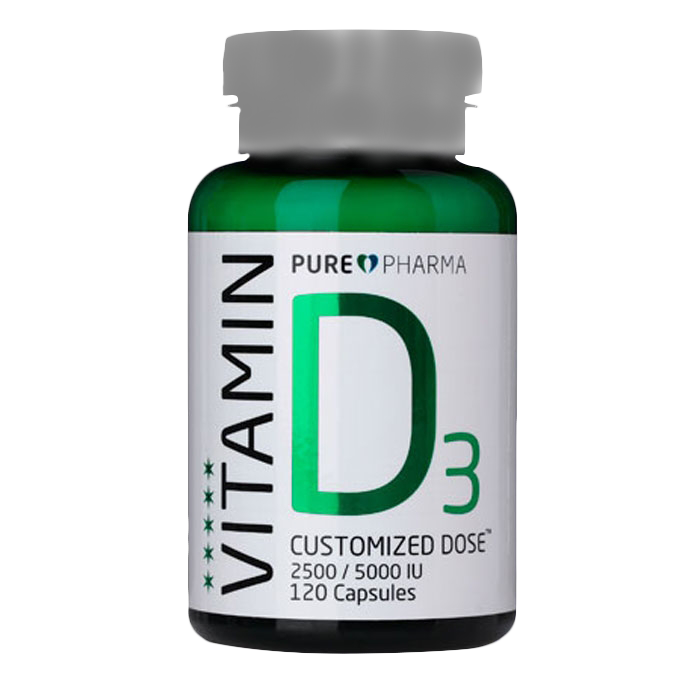 VITAMIN
PURE PHARMA
D3
CUSTOMIZED DOSE™
2500 / 5000 IU
120 Capsules